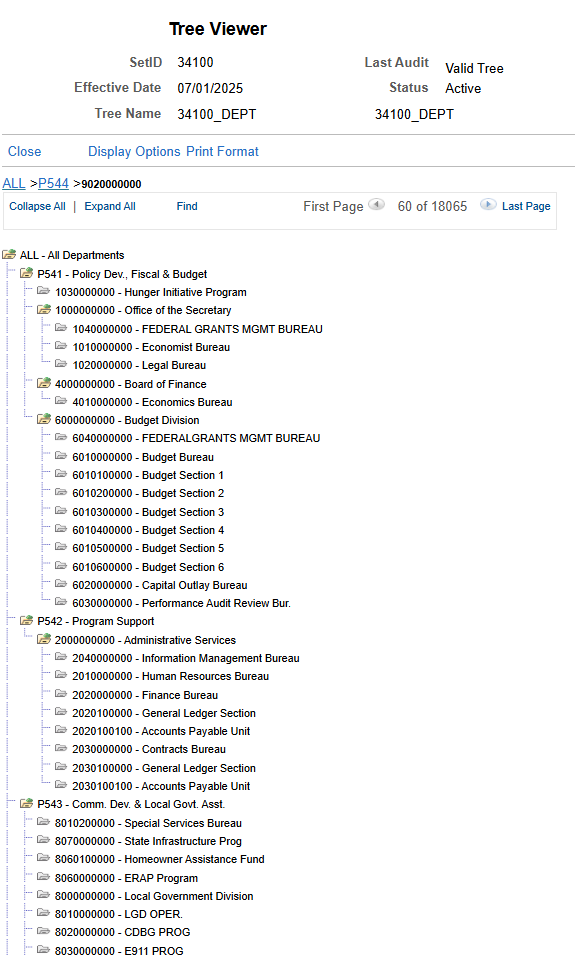 Tree Viewer
SetID 34100 Last Audit Valid Tree
Effective Date 07/01/2025 Status Active
Tree Name 34100_DEPT 34100_DEPT
Close Display Options Print Format
ALL >P544 >9020000000
Collapse All | Expand All Find First Page 60 of 18065 Last Page
ALL - All Departments
P541 - Policy Dev., Fiscal & Budget
1030000000 - Hunger Initiative Program
1000000000 - Office of the Secretary
1040000000 - FEDERAL GRANTS MGMT BUREAU
1010000000 - Economist Bureau
1020000000 - Legal Bureau
4000000000 - Board of Finance
4010000000 - Economics Bureau
6000000000 - Budget Division
6040000000 - FEDERALGRANTS MGMT BUREAU
6010000000 - Budget Bureau
6010100000 - Budget Section 1
6010200000 - Budget Section 2
6010300000 - Budget Section 3
6010400000 - Budget Section 4
6010500000 - Budget Section 5
6010600000 - Budget Section 6
6020000000 - Capital Outlay Bureau
6030000000 - Performance Audit Review Bur.
P542 - Program Support
2000000000 - Administrative Services
2040000000 - Information Management Bureau
2010000000 - Human Resources Bureau
2020000000 - Finance Bureau
2020100000 - General Ledger Section
2020100100 - Accounts Payable Unit
2030000000 - Contracts Bureau
2030100000 - General Ledger Section
2030100100 - Accounts Payable Unit
P543 - Comm. Dev. & Local Govt. Asst.
8010200000 - Special Services Bureau
8070000000 - State Infrastructure Prog
8060100000 - Homeowner Assistance Fund
8060000000 - ERAP Program
8000000000 - Local Government Division
8010000000 - LGD OPER.
8020000000 - CDBG PROG
8030000000 - E911 PROG